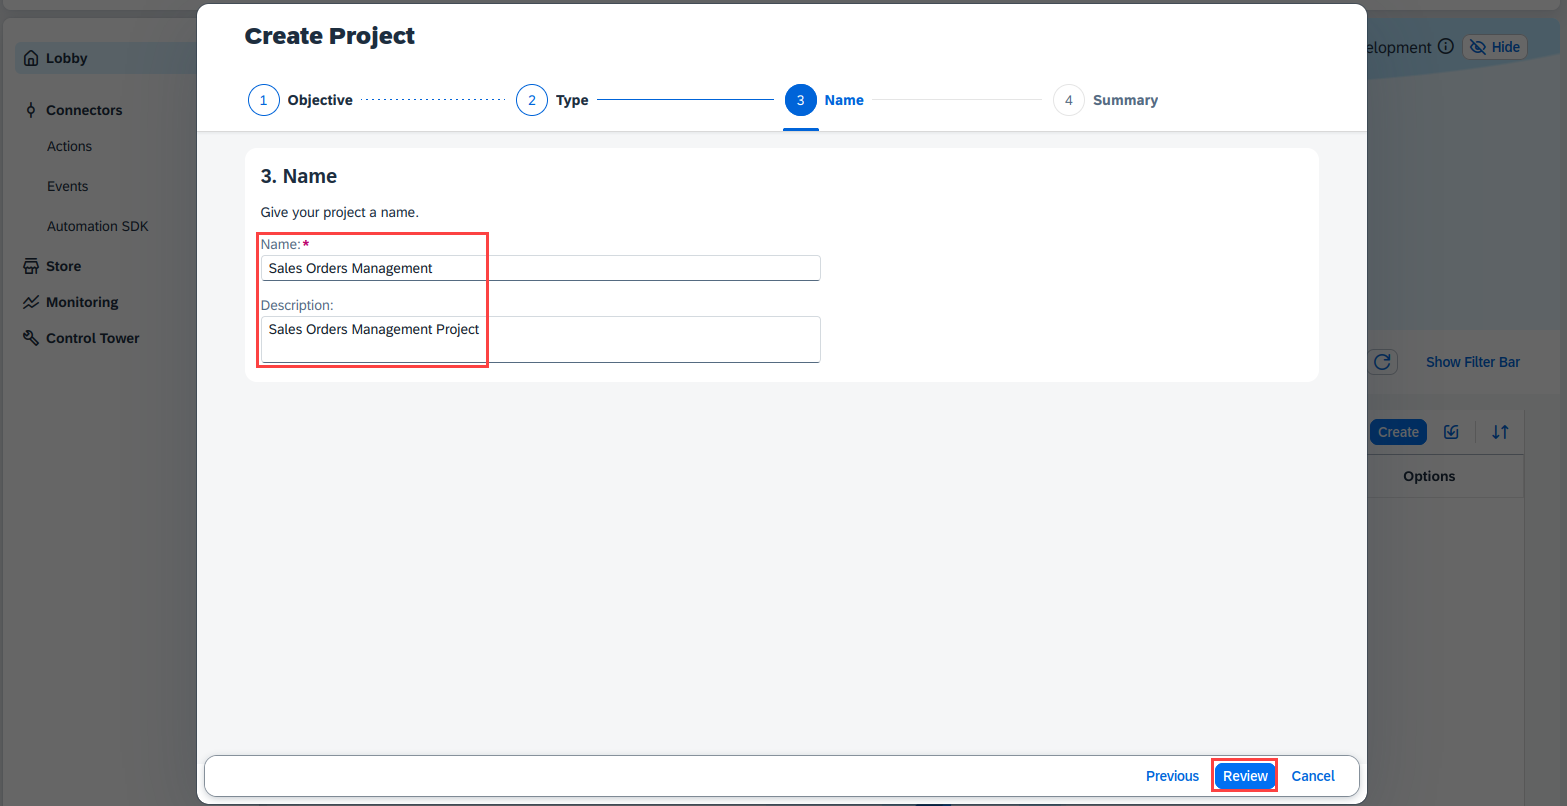 Create Project
1 Objective 2 Type 3 Name 4 Summary
3. Name
Give your project a name.
Name:*
Sales Orders Management
Description:
Sales Orders Management Project
Previous Review Cancel
Lobby
Connectors
Actions
Events
Automation SDK
Store
Monitoring
Control Tower
elopment Hide
Show Filter Bar
Create
Options